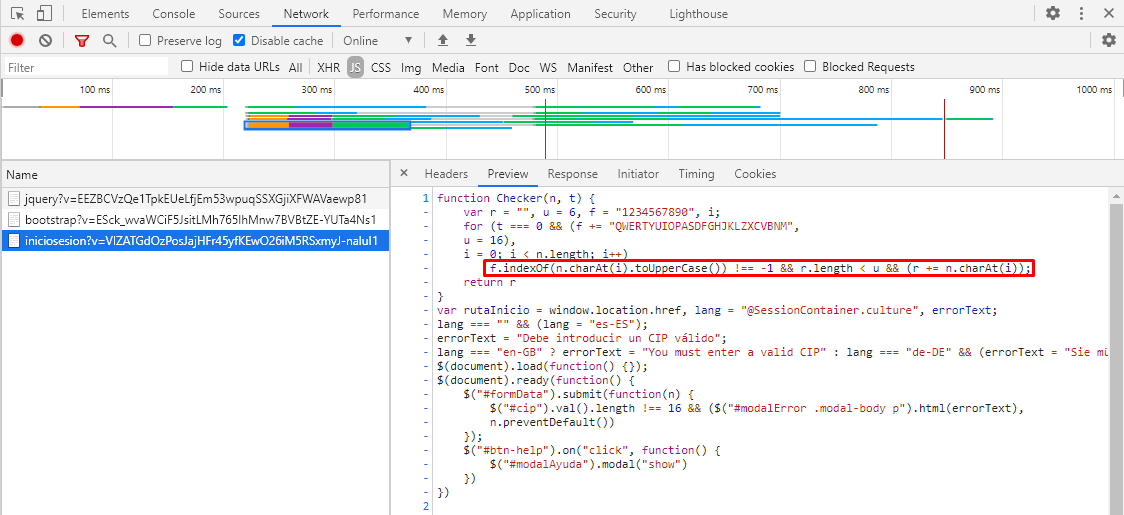 Elements Console Sources Network Performance Memory Application Security Lighthouse
Preserve log Disable cache Online ▼
Filter Hide data URLs All XHR JS CSS Img Media Font Doc WS Manifest Other Has blocked cookies Blocked Requests
100 ms 200 ms 300 ms 400 ms 500 ms 600 ms 700 ms 800 ms 900 ms 1000 ms
Name
jquery?v=EEZBCVzQe1TpkEUeLfjEm53wpuqSSXGjiXFWAVaewp81
bootstrap?v=ESck_wvaWCiF5JsitLMh765IhMnw7BVBtZE-YUTa4Ns1
iniciosesion?v=VIZATGdOzPosJajHFr45yfKEwO26iM5RSxmyJ-naluI1
× Headers Preview Response Initiator Timing Cookies
1 function Checker(n, t) {
- var r = "", u = 6, f = "1234567890", i;
- for (t === 0 && (f += "QWERTYUIOPASDFGHJKLZXCVBNM",
- u = 16),
- i = 0; i < n.length; i++)
- f.indexOf(n.charAt(i).toUpperCase()) !== -1 && r.length < u && (r += n.charAt(i));
- return r
- }
- var rutaInicio = window.location.href, lang = "@SessionContainer.culture", errorText;
- lang === "" && (lang = "es-ES");
- errorText = "Debe introducir un CIP válido";
- lang === "en-GB" ? errorText = "You must enter a valid CIP" : lang === "de-DE" && (errorText = "Sie mü
- $(document).load(function() {});
- $(document).ready(function() {
- $("#formData").submit(function(n) {
- $("#cip").val().length !== 16 && ($("#modalError .modal-body p").html(errorText),
- n.preventDefault())
- });
- $("#btn-help").on("click", function() {
- $("#modalAyuda").modal("show")
- })
- })
2